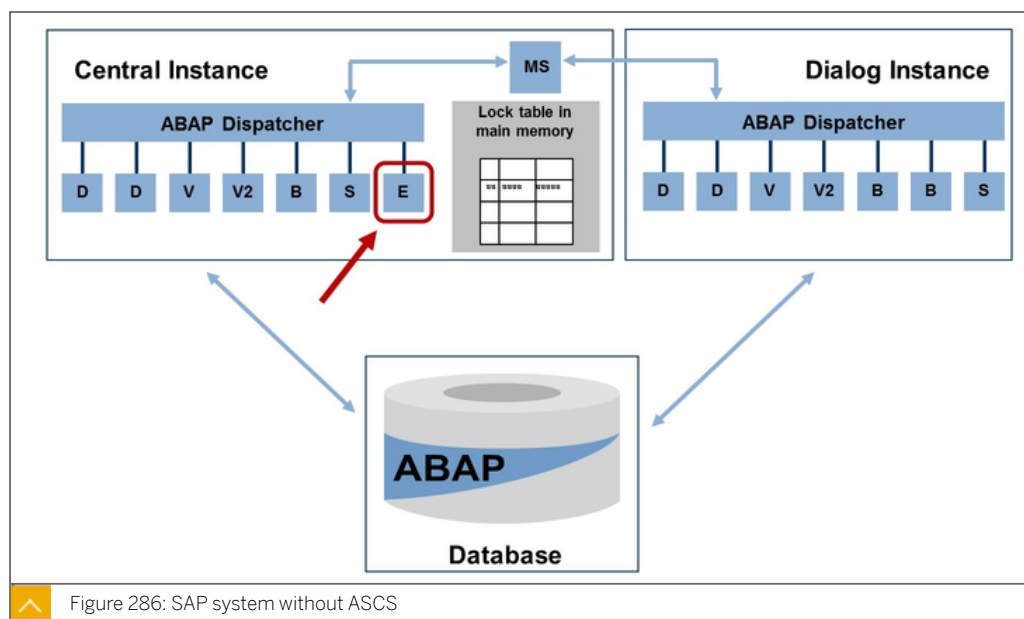 Central Instance
MS
Dialog Instance
ABAP Dispatcher
Lock table in
main memory
ABAP Dispatcher
D D V V2 B S E
D D V V2 B B S
ABAP
Database
Figure 286: SAP system without ASCS